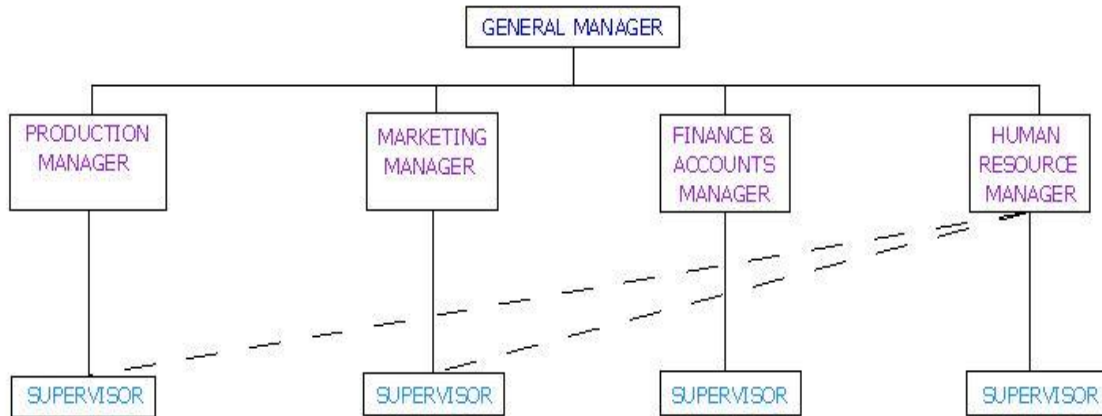 GENERAL MANAGER
PRODUCTION
MANAGER
MARKETING
MANAGER
FINANCE &
ACCOUNTS
MANAGER
HUMAN
RESOURCE
MANAGER
SUPERVISOR
SUPERVISOR
SUPERVISOR
SUPERVISOR